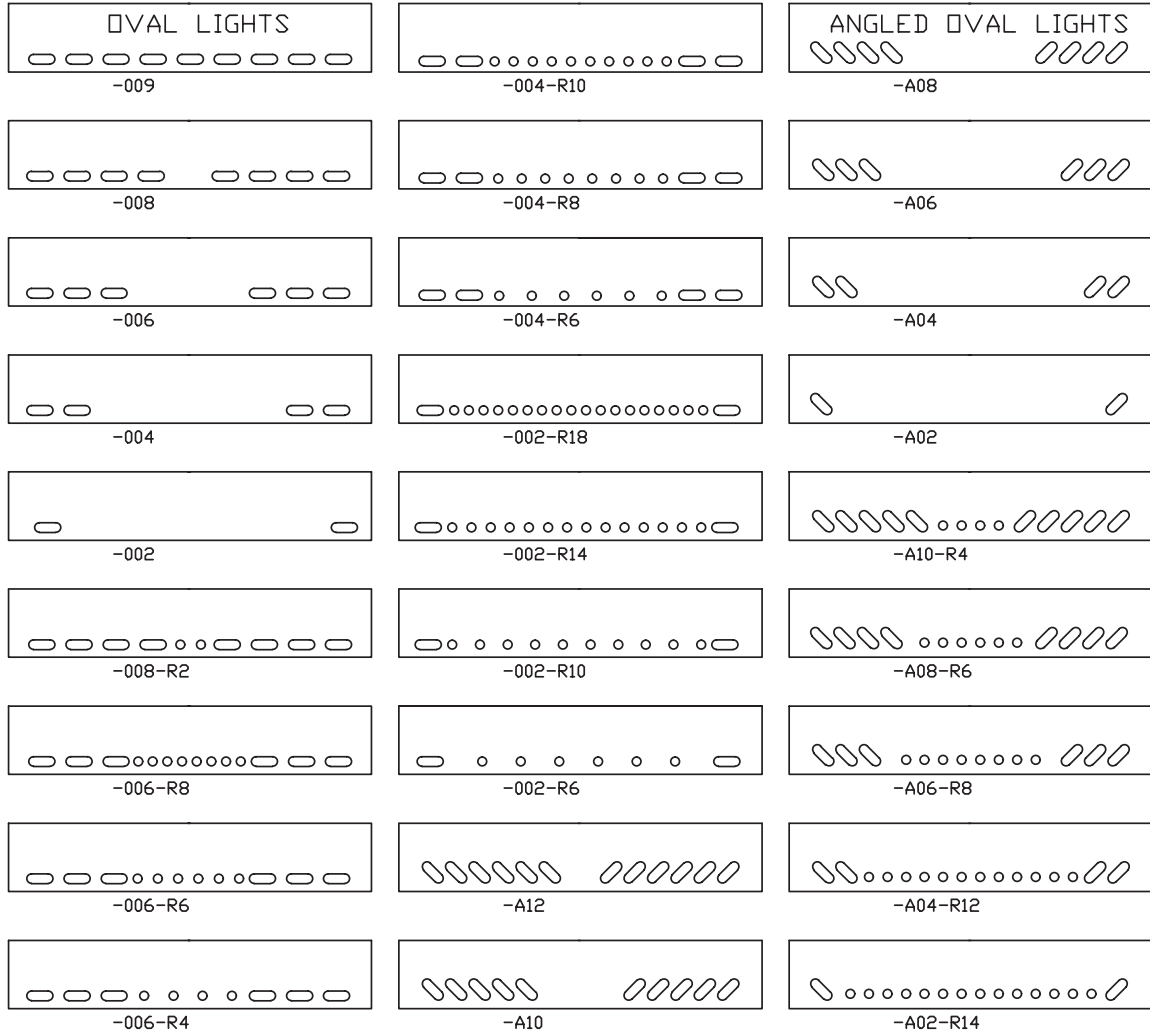 OVAL LIGHTS
-009
-008
-006
-004
-002
-008-R2
-006-R8
-006-R6
-006-R4
-004-R10
-004-R8
-004-R6
-002-R18
-002-R14
-002-R10
-002-R6
-A12
-A10
ANGLED OVAL LIGHTS
-A08
-A06
-A04
-A02
-A10-R4
-A08-R6
-A06-R8
-A04-R12
-A02-R14